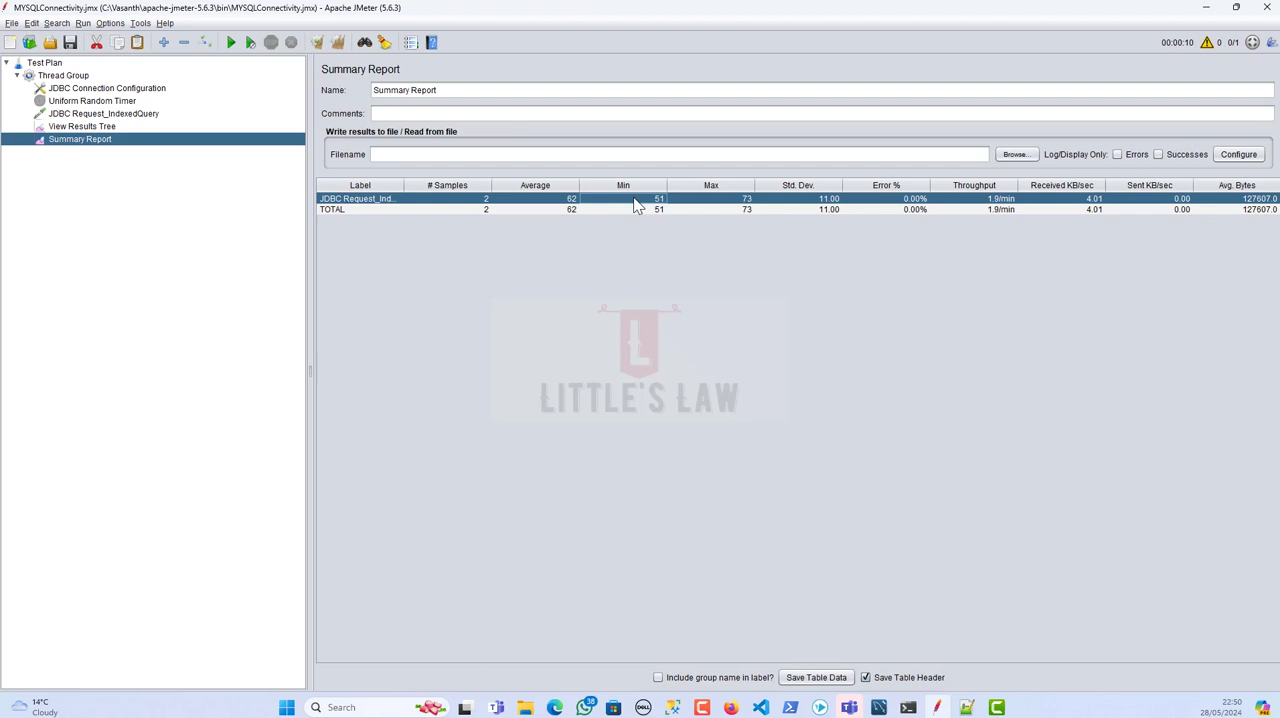 MYSQLConnectivity.jmx (C:\Vasanth\apache-jmeter-5.6.3\bin\MYSQLConnectivity.jmx) - Apache JMeter (5.6.3)
File Edit Search Run Options Tools Help
00:00:10 0 0/1
Test Plan
Thread Group
JDBC Connection Configuration
Uniform Random Timer
JDBC Request_IndexedQuery
View Results Tree
Summary Report
Summary Report
Name: Summary Report
Comments:
Write results to file / Read from file
Filename Browse... Log/Display Only: Errors Successes Configure
Label # Samples Average Min Max Std. Dev. Error % Throughput Received KB/sec Sent KB/sec Avg. Bytes
JDBC Request_Ind... 2 62 51 73 11.00 0.00% 1.9/min 4.01 0.00 127607.0
TOTAL 2 62 51 73 11.00 0.00% 1.9/min 4.01 0.00 127607.0
L
LITTLE'S LAW
Include group name in label? Save Table Data Save Table Header
14°C
Cloudy
Search
38
DELL
22:50
28/05/2024